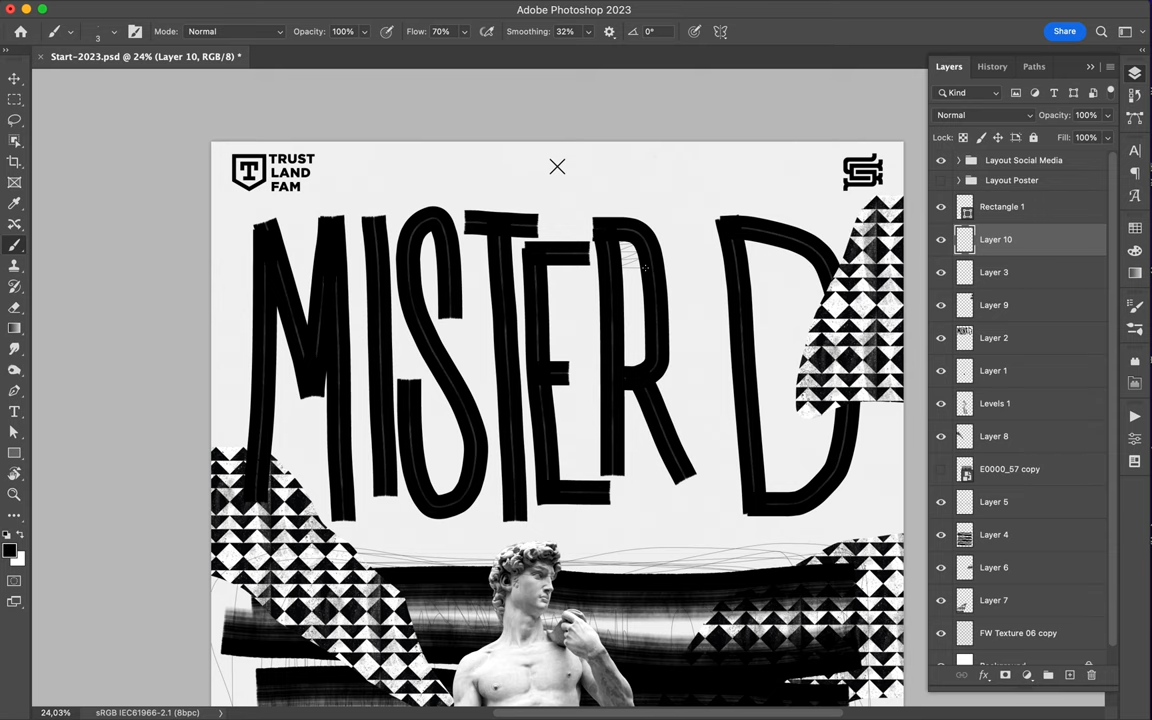 Adobe Photoshop 2023
3
Mode: Normal
Opacity: 100%
Flow: 70%
Smoothing: 32%
0°
Share
Start-2023.psd @ 24% (Layer 10, RGB/8) *
Layers
History
Paths
Kind
Normal
Opacity: 100%
Lock:
Fill: 100%
Layout Social Media
Layout Poster
Rectangle 1
Layer 10
Layer 3
Layer 9
Layer 2
Layer 1
Levels 1
Layer 8
E0000_57 copy
Layer 5
Layer 4
Layer 6
Layer 7
FW Texture 06 copy
TRUST
LAND
FAM
MISTER D
24,03%
sRGB IEC61966-2.1 (8bpc)